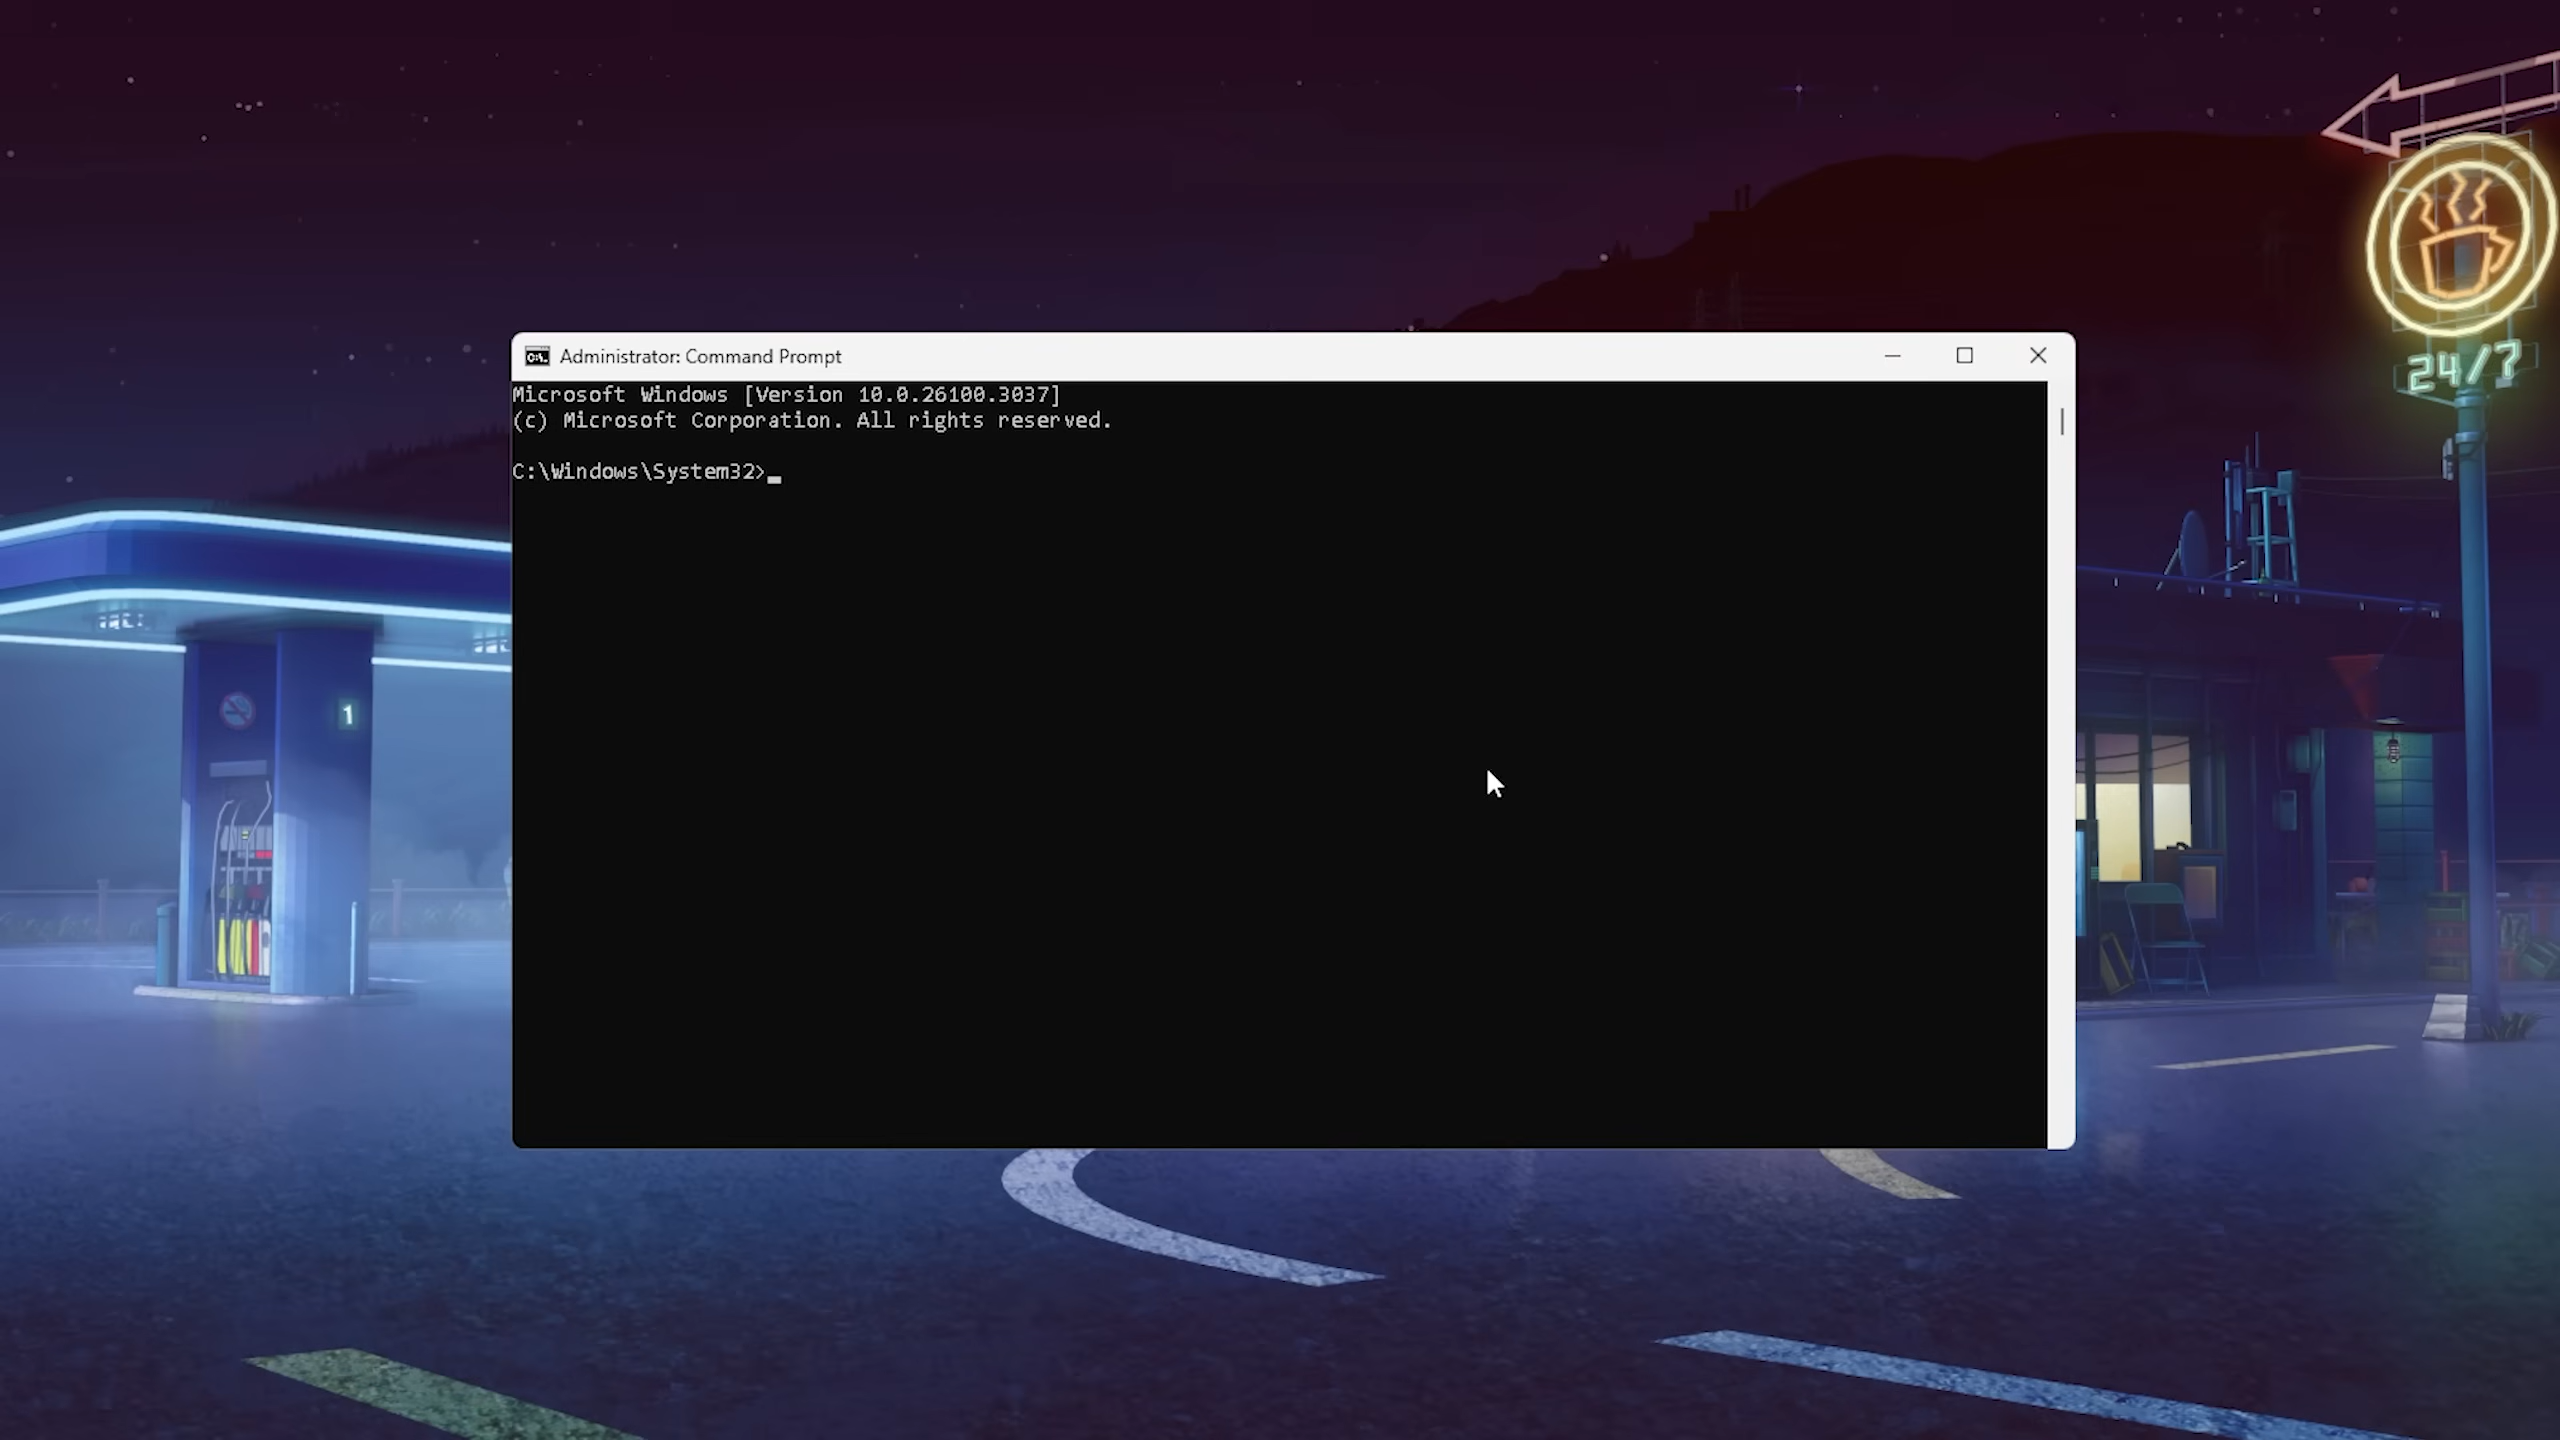 24/7
Administrator: Command Prompt
Microsoft Windows [Version 10.0.26100.3037]
(c) Microsoft Corporation. All rights reserved.
C:\Windows\System32>
1